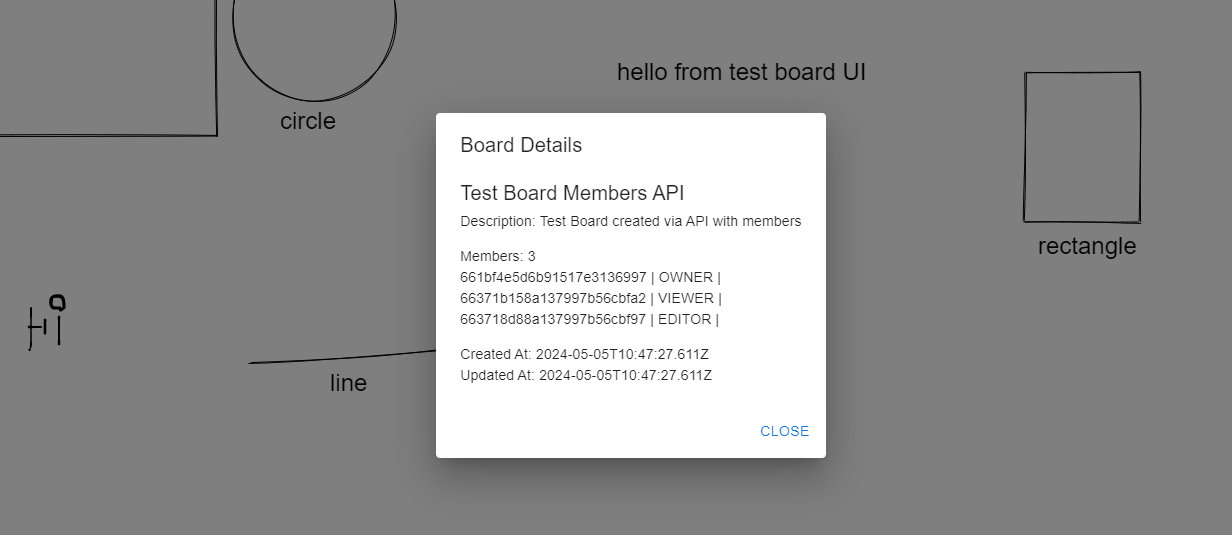 hello from test board UI
circle
Board Details
Test Board Members API
Description: Test Board created via API with members
Members: 3
661bf4e5d6b91517e3136997 | OWNER |
66371b158a137997b56cbfa2 | VIEWER |
663718d88a137997b56cbf97 | EDITOR |
Created At: 2024-05-05T10:47:27.611Z
Updated At: 2024-05-05T10:47:27.611Z
CLOSE
rectangle
line